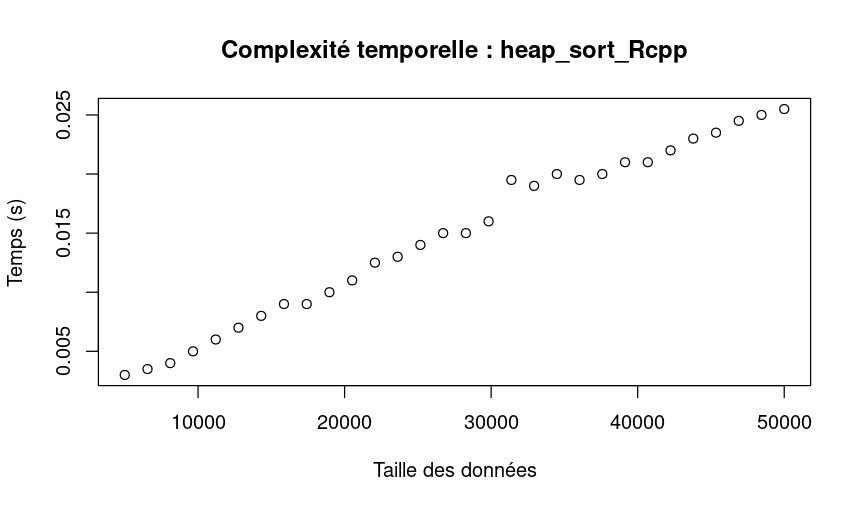 Complexité temporelle : heap_sort_Rcpp
0.025
0.015
0.005
Temps (s)
10000 20000 30000 40000 50000
Taille des données